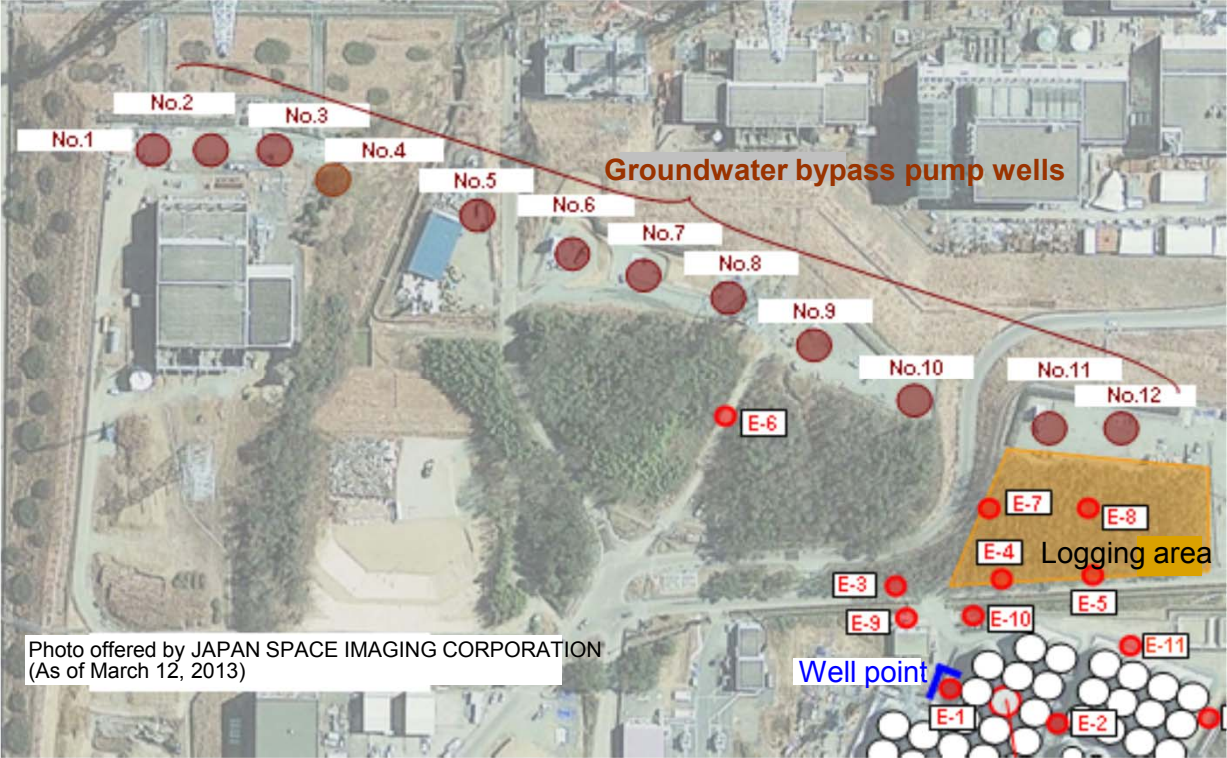 No.2
No.3
No.1
No.4
Groundwater bypass pump wells
No.5
No.6
No.7
No.8
No.9
No.10
No.11
No.12
E-6
E-7
E-8
E-4
Logging area
E-3
E-5
E-9
E-10
E-11
Photo offered by JAPAN SPACE IMAGING CORPORATION
(As of March 12, 2013)
Well point
E-1
E-2